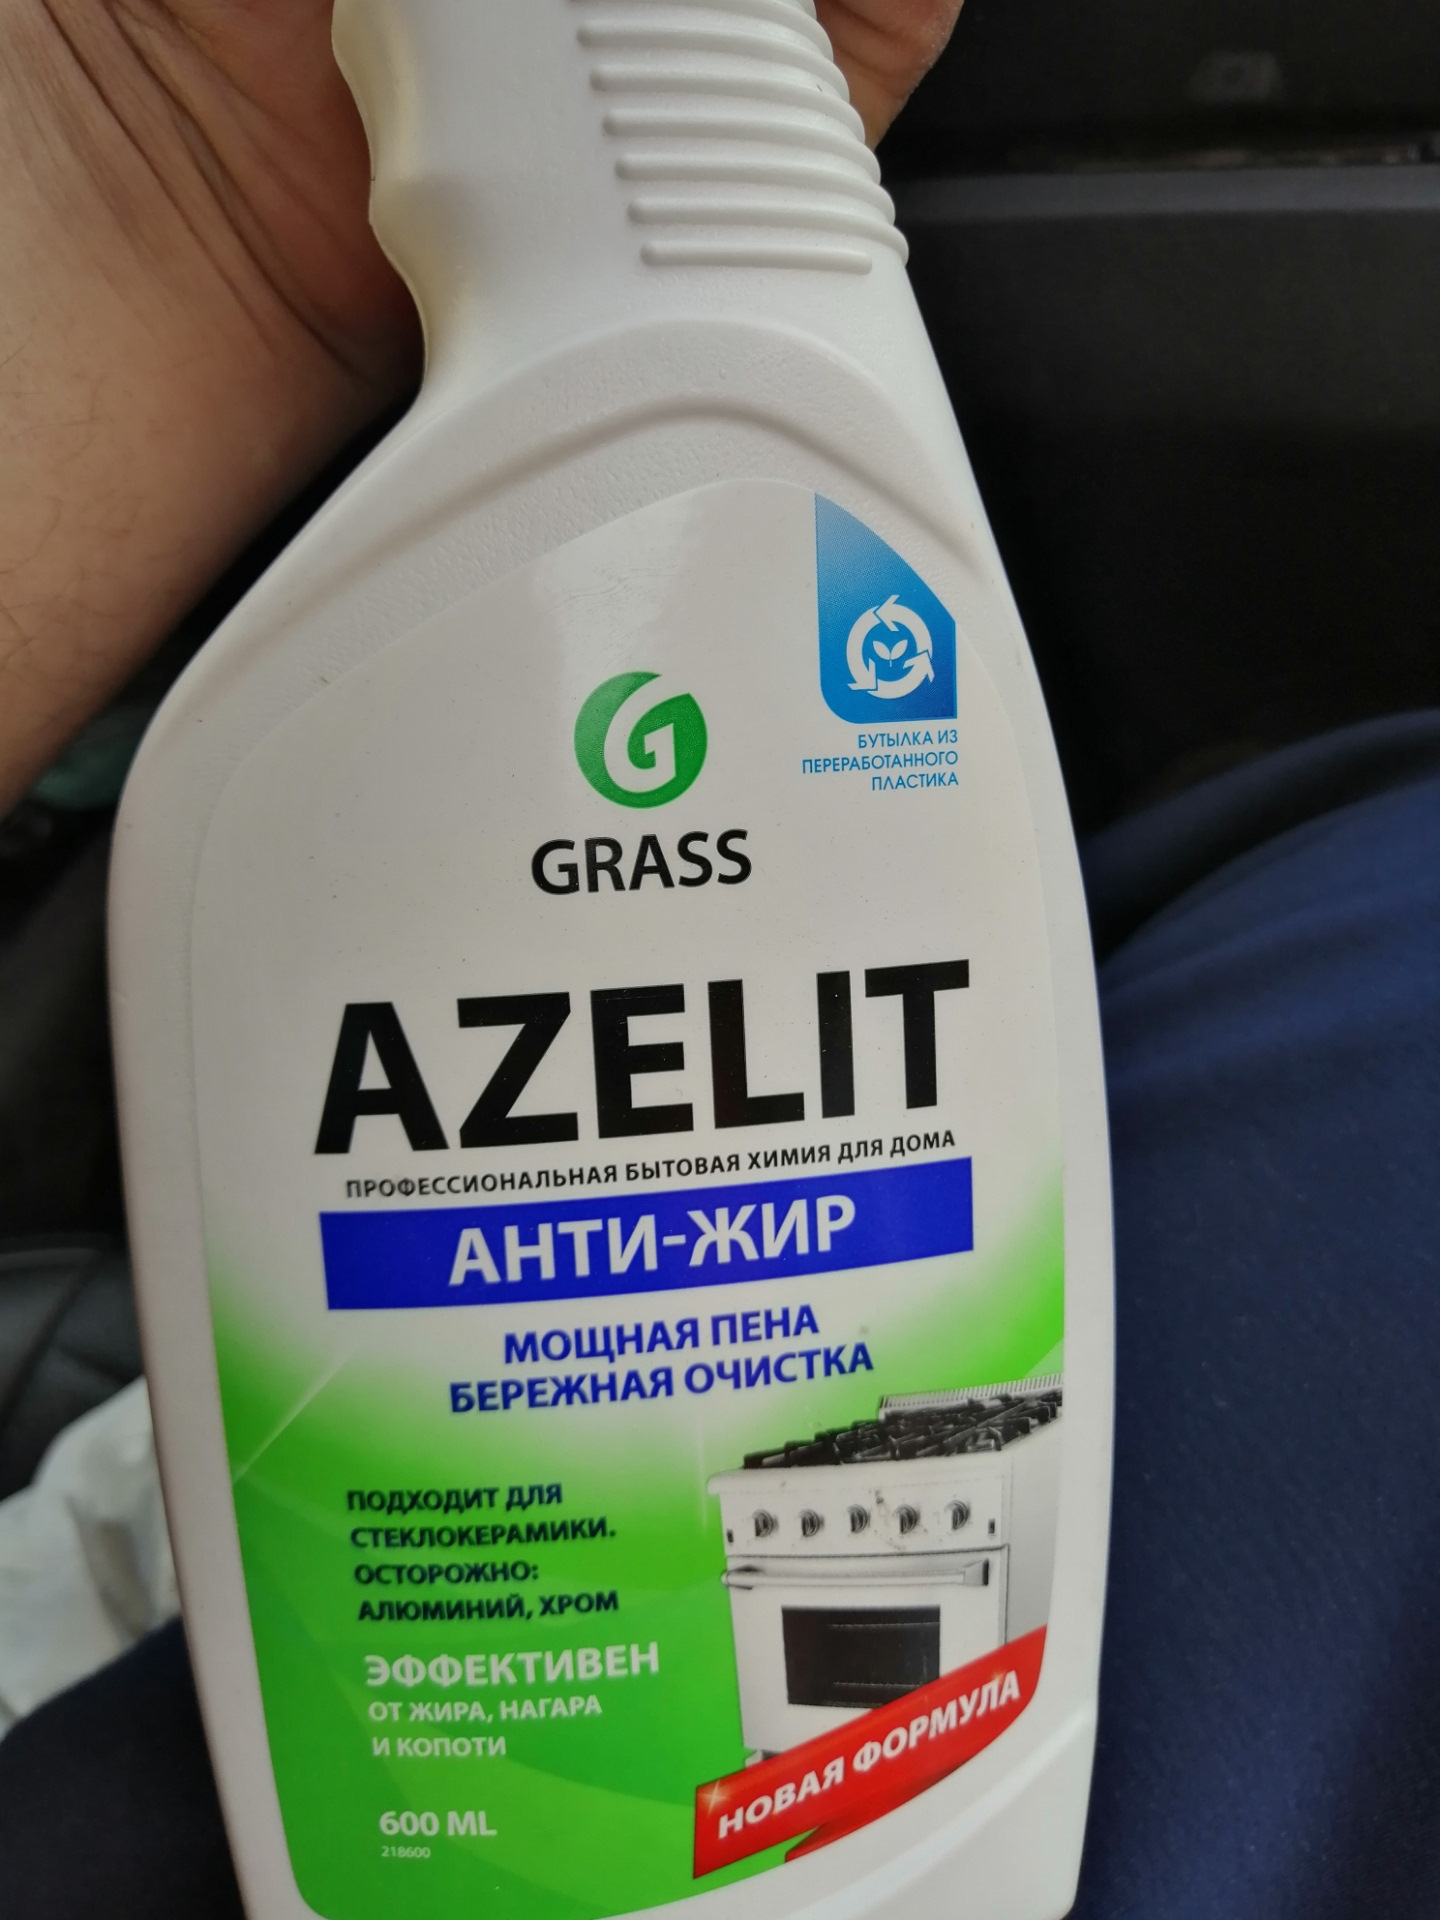 БУТЫЛКА ИЗ
ПЕРЕРАБОТАННОГО
ПЛАСТИКА
GRASS
AZELIT
ПРОФЕССИОНАЛЬНАЯ БЫТОВАЯ ХИМИЯ ДЛЯ ДОМА
АНТИ-ЖИР
МОЩНАЯ ПЕНА
БЕРЕЖНАЯ ОЧИСТКА
ПОДХОДИТ ДЛЯ
СТЕКЛОКЕРАМИКИ.
ОСТОРОЖНО:
АЛЮМИНИЙ, ХРОМ
ЭФФЕКТИВЕН
ОТ ЖИРА, НАГАРА
И КОПОТИ
НОВАЯ ФОРМУЛА
600 ML
218600